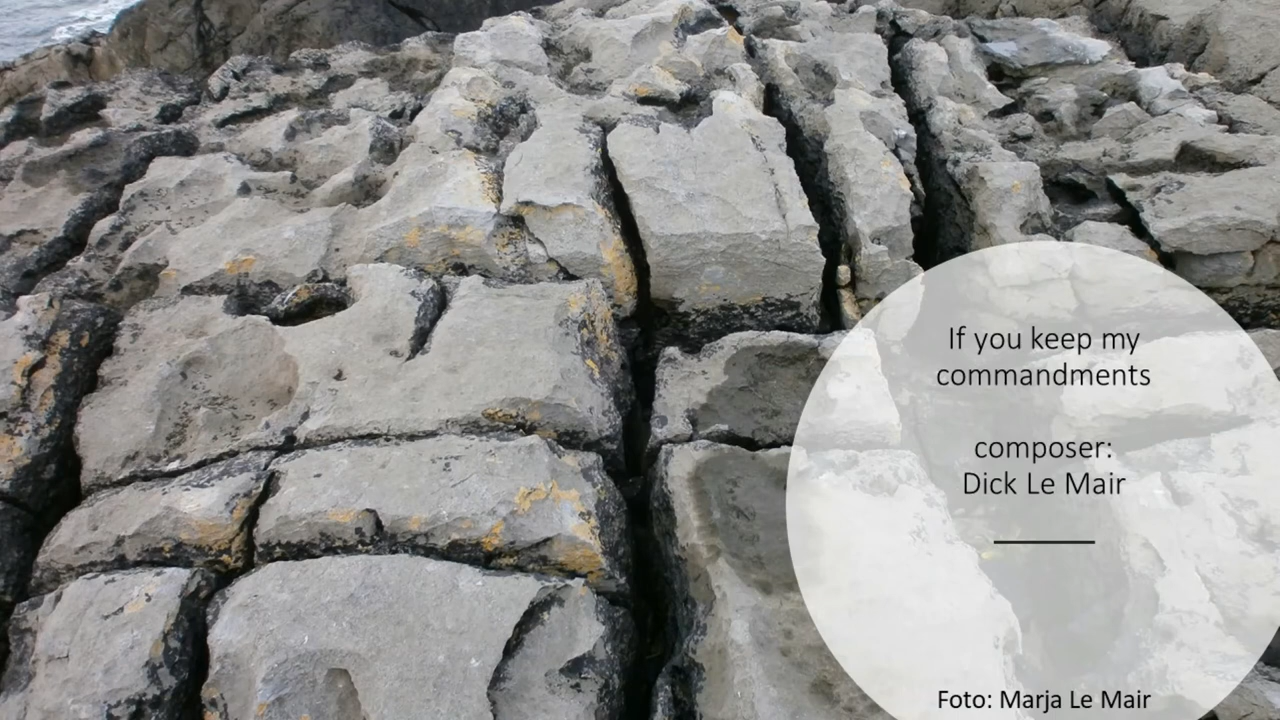 If you keep my
commandments
composer:
Dick Le Mair
Foto: Marja Le Mair